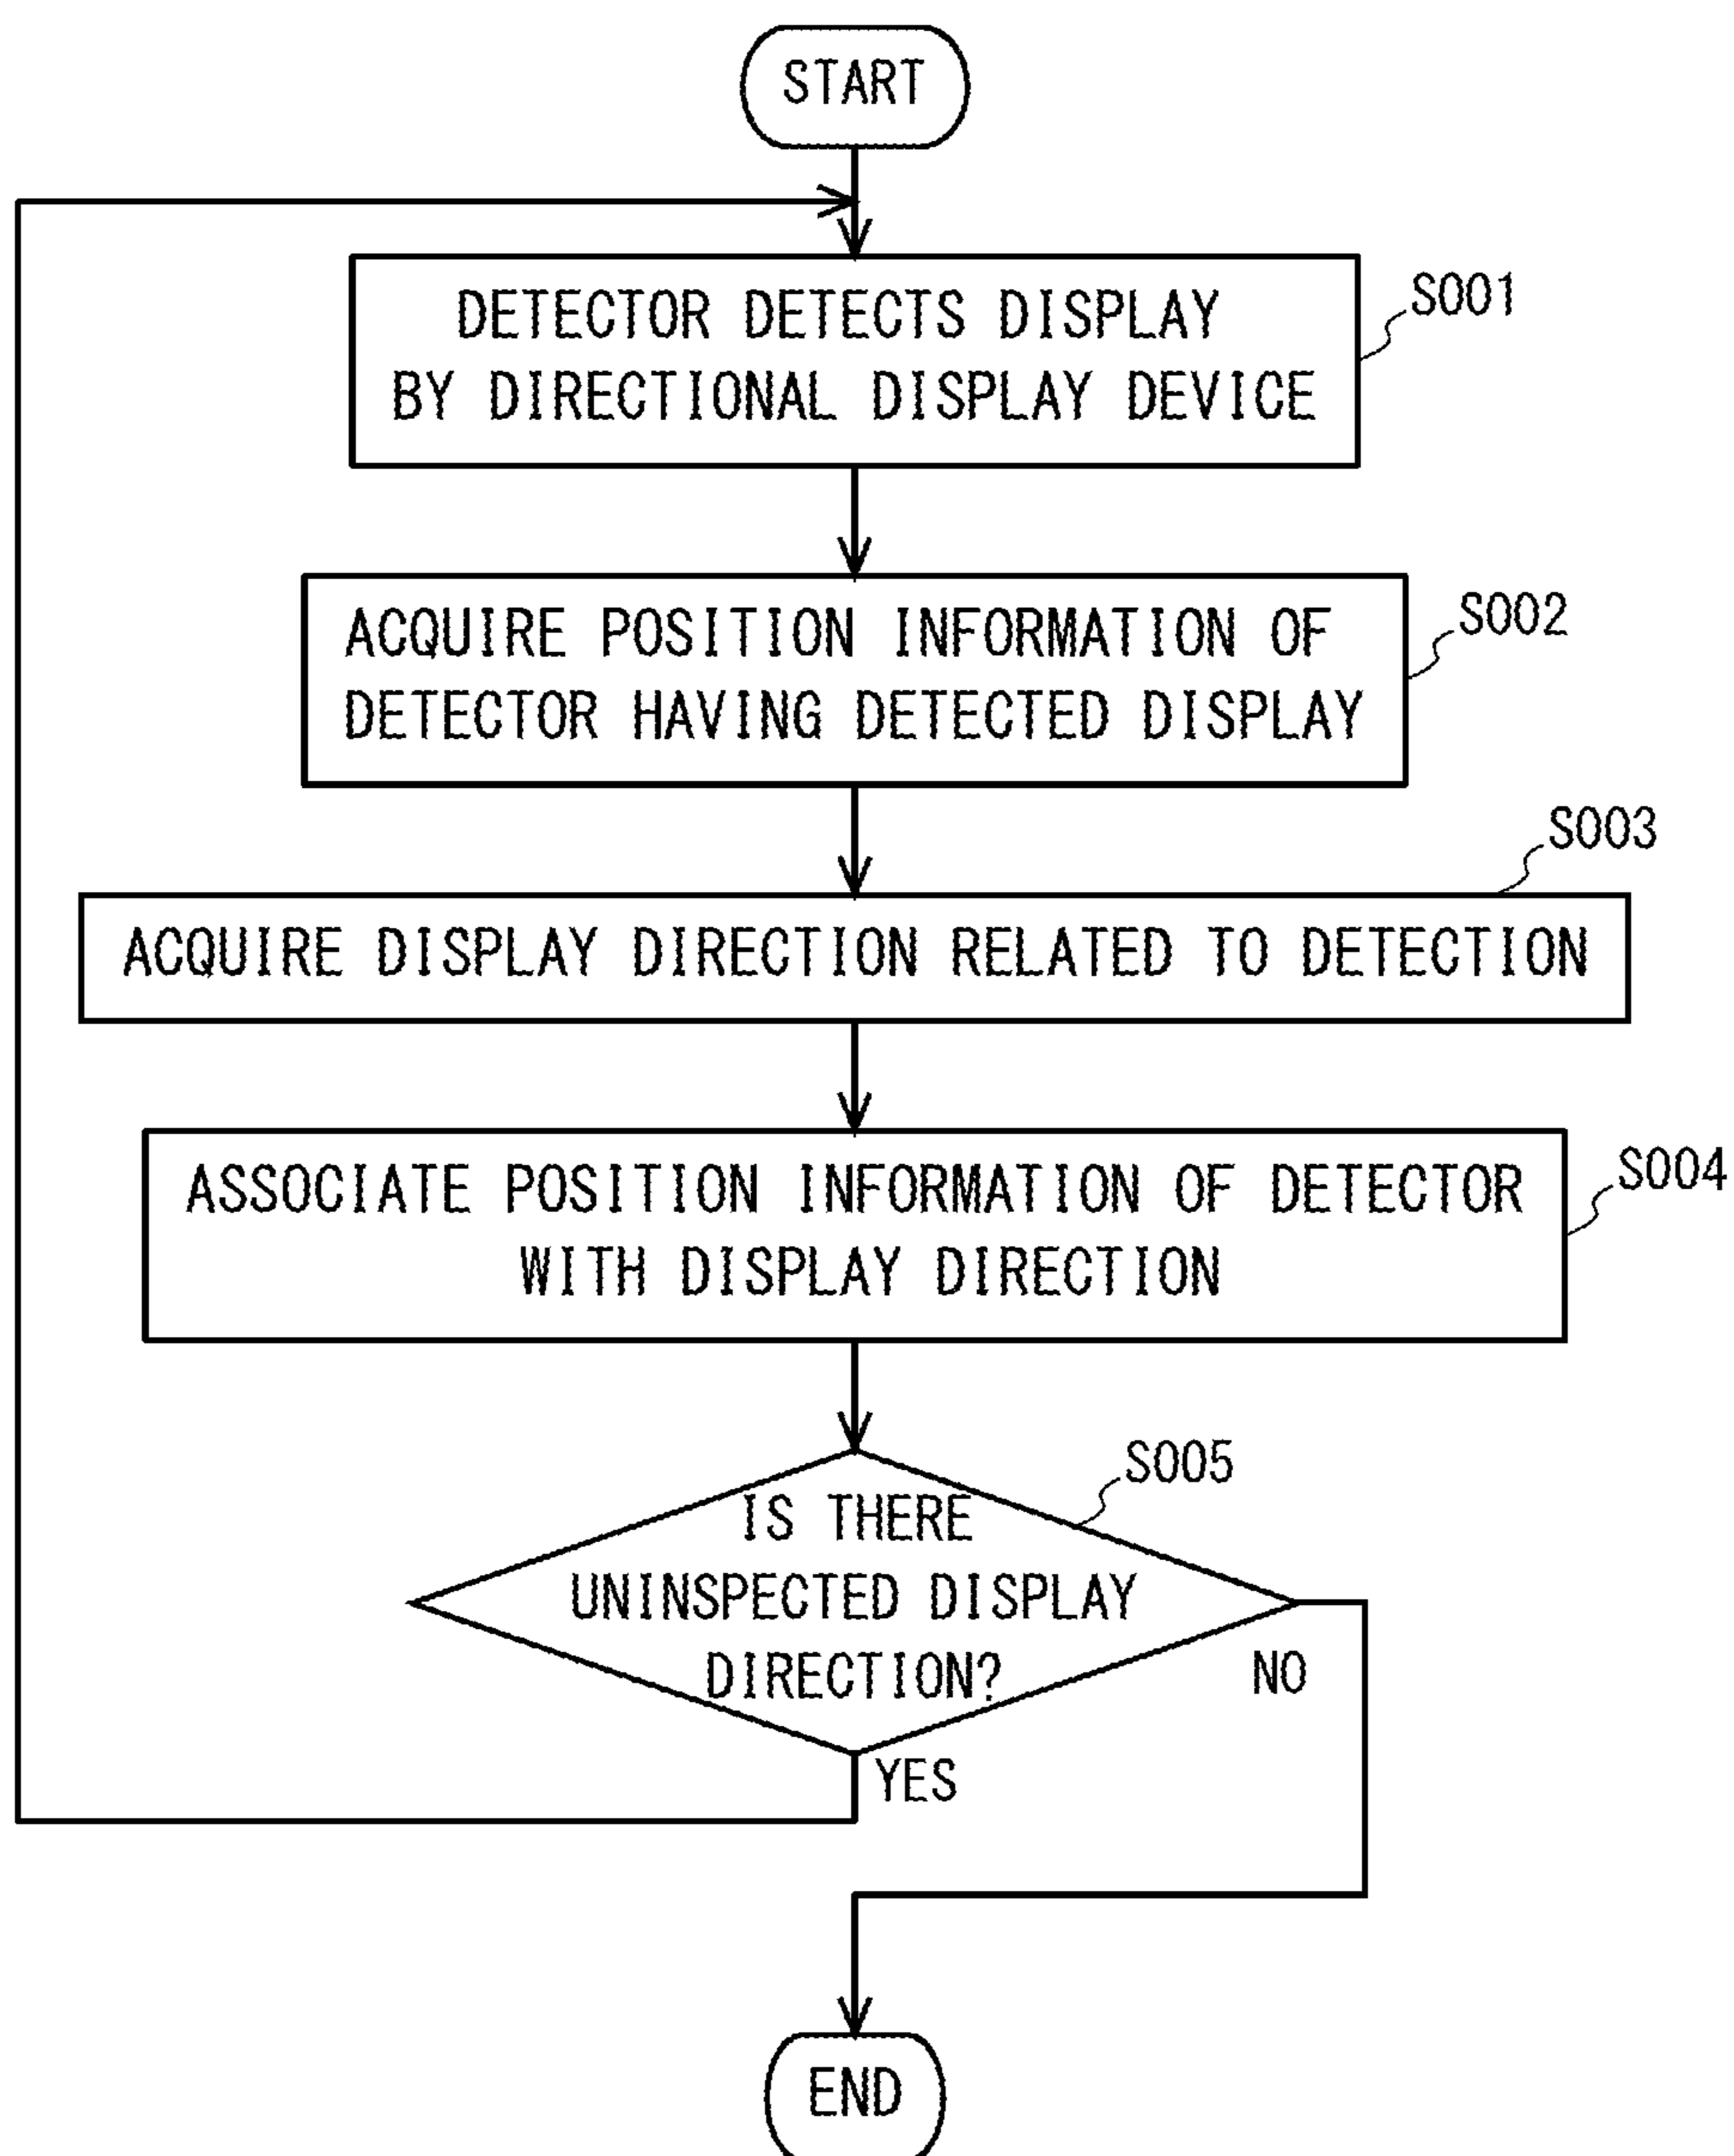 START
DETECTOR DETECTS DISPLAY
BY DIRECTIONAL DISPLAY DEVICE
S001
ACQUIRE POSITION INFORMATION OF
DETECTOR HAVING DETECTED DISPLAY
S002
S003
ACQUIRE DISPLAY DIRECTION RELATED TO DETECTION
ASSOCIATE POSITION INFORMATION OF DETECTOR
WITH DISPLAY DIRECTION
S004
S005
IS THERE
UNINSPECTED DISPLAY
DIRECTION?
NO
YES
END